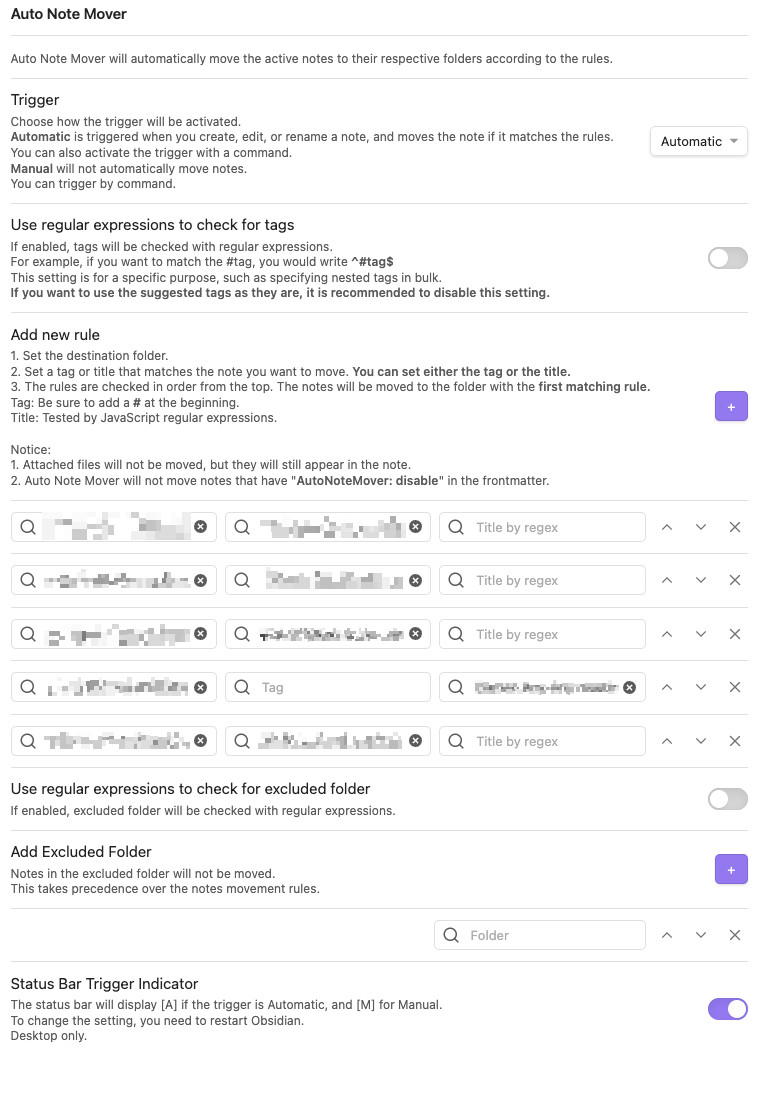 Auto Note Mover
Auto Note Mover will automatically move the active notes to their respective folders according to the rules.
Trigger
Choose how the trigger will be activated.
Automatic is triggered when you create, edit, or rename a note, and moves the note if it matches the rules.
You can also activate the trigger with a command.
Manual will not automatically move notes.
You can trigger by command.
Automatic
Use regular expressions to check for tags
If enabled, tags will be checked with regular expressions.
For example, if you want to match the #tag, you would write ^#tag$
This setting is for a specific purpose, such as specifying nested tags in bulk.
If you want to use the suggested tags as they are, it is recommended to disable this setting.
Add new rule
1. Set the destination folder.
2. Set a tag or title that matches the note you want to move. You can set either the tag or the title.
3. The rules are checked in order from the top. The notes will be moved to the folder with the first matching rule.
Tag: Be sure to add a # at the beginning.
Title: Tested by JavaScript regular expressions.
+
Notice:
1. Attached files will not be moved, but they will still appear in the note.
2. Auto Note Mover will not move notes that have "AutoNoteMover: disable" in the frontmatter.
Title by regex
Title by regex
Title by regex
Tag
Title by regex
Use regular expressions to check for excluded folder
If enabled, excluded folder will be checked with regular expressions.
Add Excluded Folder
Notes in the excluded folder will not be moved.
This takes precedence over the notes movement rules.
+
Folder
Status Bar Trigger Indicator
The status bar will display [A] if the trigger is Automatic, and [M] for Manual.
To change the setting, you need to restart Obsidian.
Desktop only.